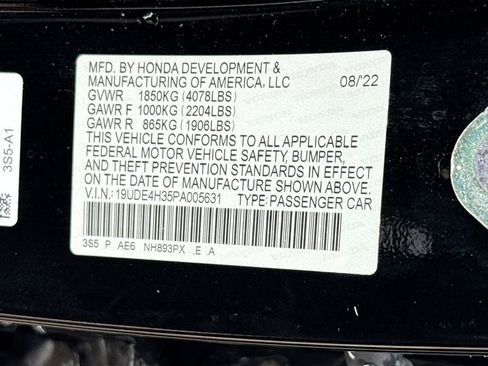 MFD. BY HONDA DEVELOPMENT &
MANUFACTURING OF AMERICA, LLC 08/'22
GVWR 1850KG (4078LBS)
GAWR F 1000KG (2204LBS)
GAWR R 865KG (1906LBS)
THIS VEHICLE CONFORMS TO ALL APPLICABLE
FEDERAL MOTOR VEHICLE SAFETY, BUMPER,
AND THEFT PREVENTION STANDARDS IN EFFECT
ON THE DATE OF MANUFACTURE SHOWN ABOVE.
V.I.N.:19UDE4H35PA005631 TYPE:PASSENGER CAR
3S5 P AE6 NH893PX .E A
3S5-A1